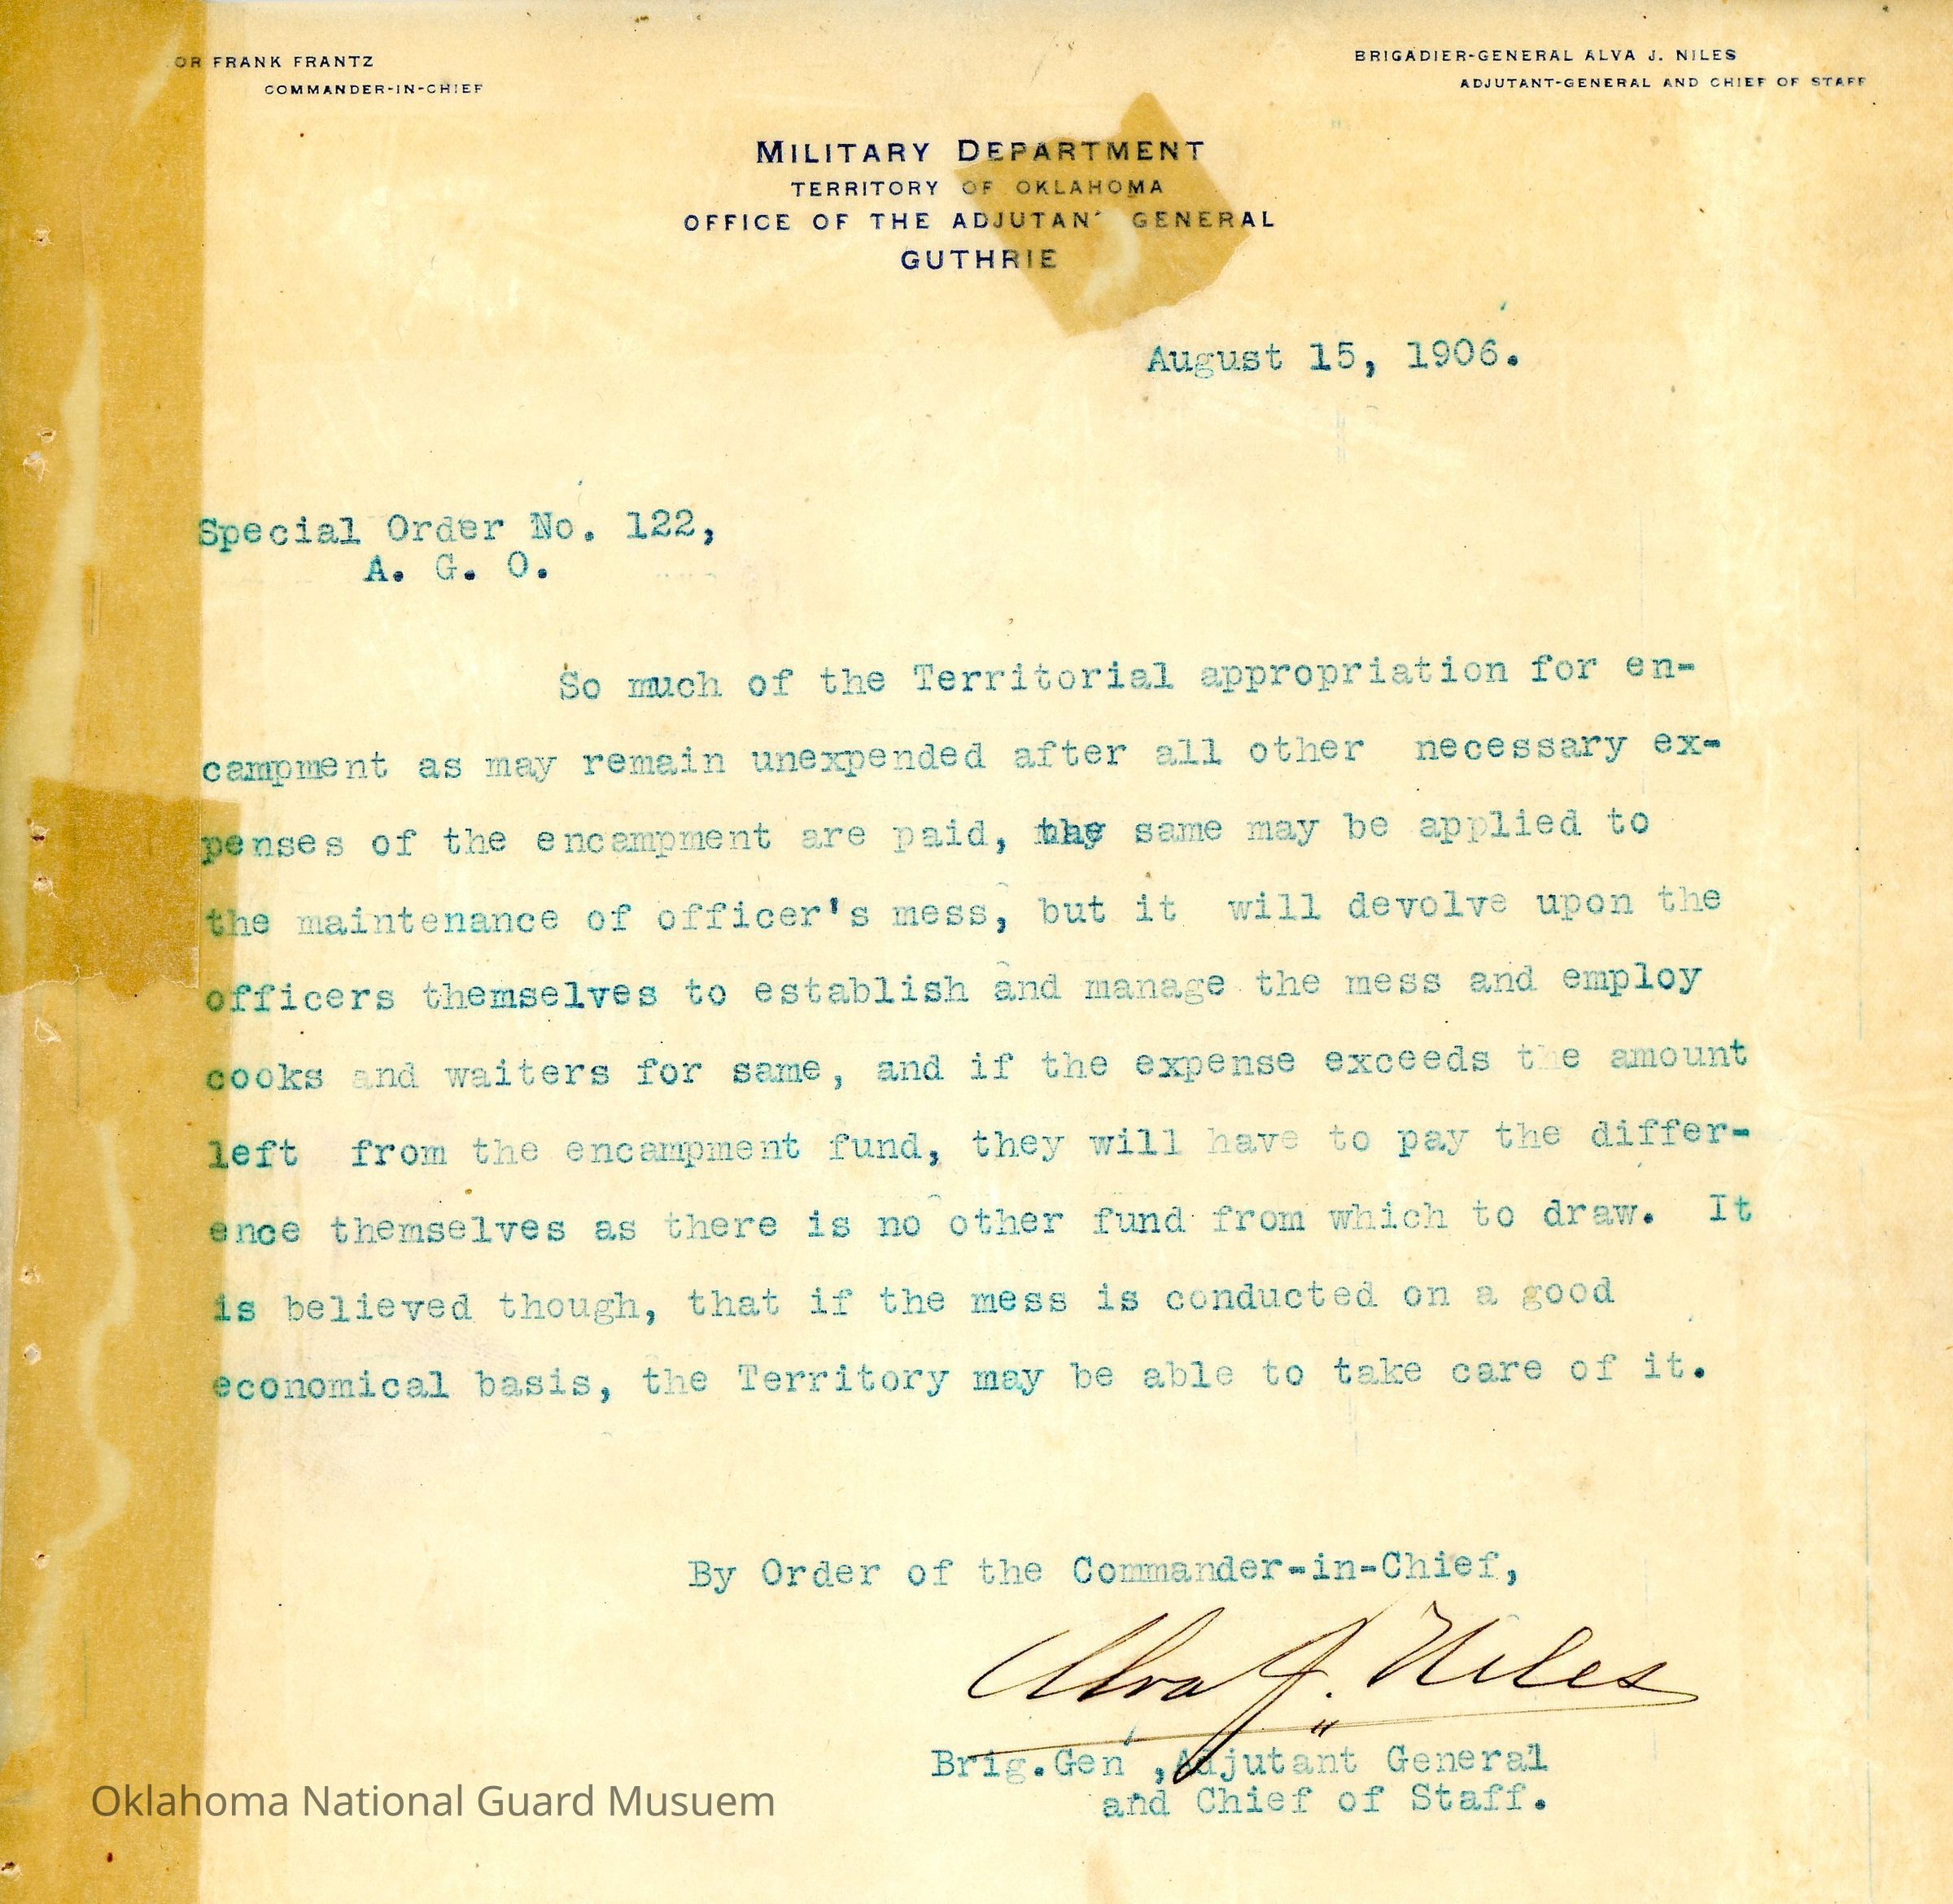 OR FRANK FRANTZ
COMMANDER-IN-CHIEF
BRIGADIER-GENERAL ALVA J. NILES
ADJUTANT-GENERAL AND CHIEF OF STAFF
MILITARY DEPARTMENT
TERRITORY OF OKLAHOMA
OFFICE OF THE ADJUTANT GENERAL
GUTHRIE
August 15, 1906.
Special Order No. 122,
A. G. O.
So much of the Territorial appropriation for en-
campment as may remain unexpended after all other necessary ex-
penses of the encampment are paid, same may be applied to
the maintenance of officer's mess, but it will devolve upon the
officers themselves to establish and manage the mess and employ
cooks and waiters for same, and if the expense exceeds the amount
left from the encampment fund, they will have to pay the differ-
ence themselves as there is no other fund from which to draw. It
is believed though, that if the mess is conducted on a good
economical basis, the Territory may be able to take care of it.
By Order of the Commander-in-Chief,
Alva J. Niles
Brig.Gen ,Adjutant General
and Chief of Staff.
Oklahoma National Guard Musuem